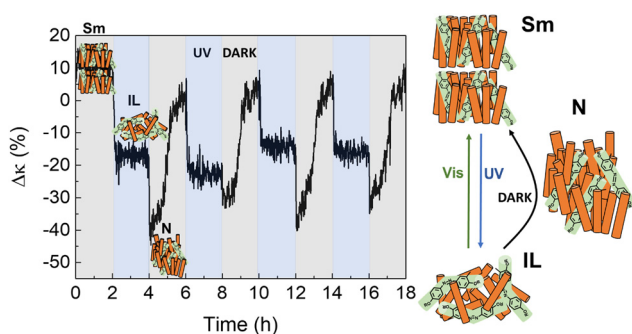 Sm
UV
DARK
IL
N
20
10
0
-10
-20
-30
-40
-50
Δκ (%)
0 2 4 6 8 10 12 14 16 18
Time (h)
Sm
N
Vis
UV
DARK
IL